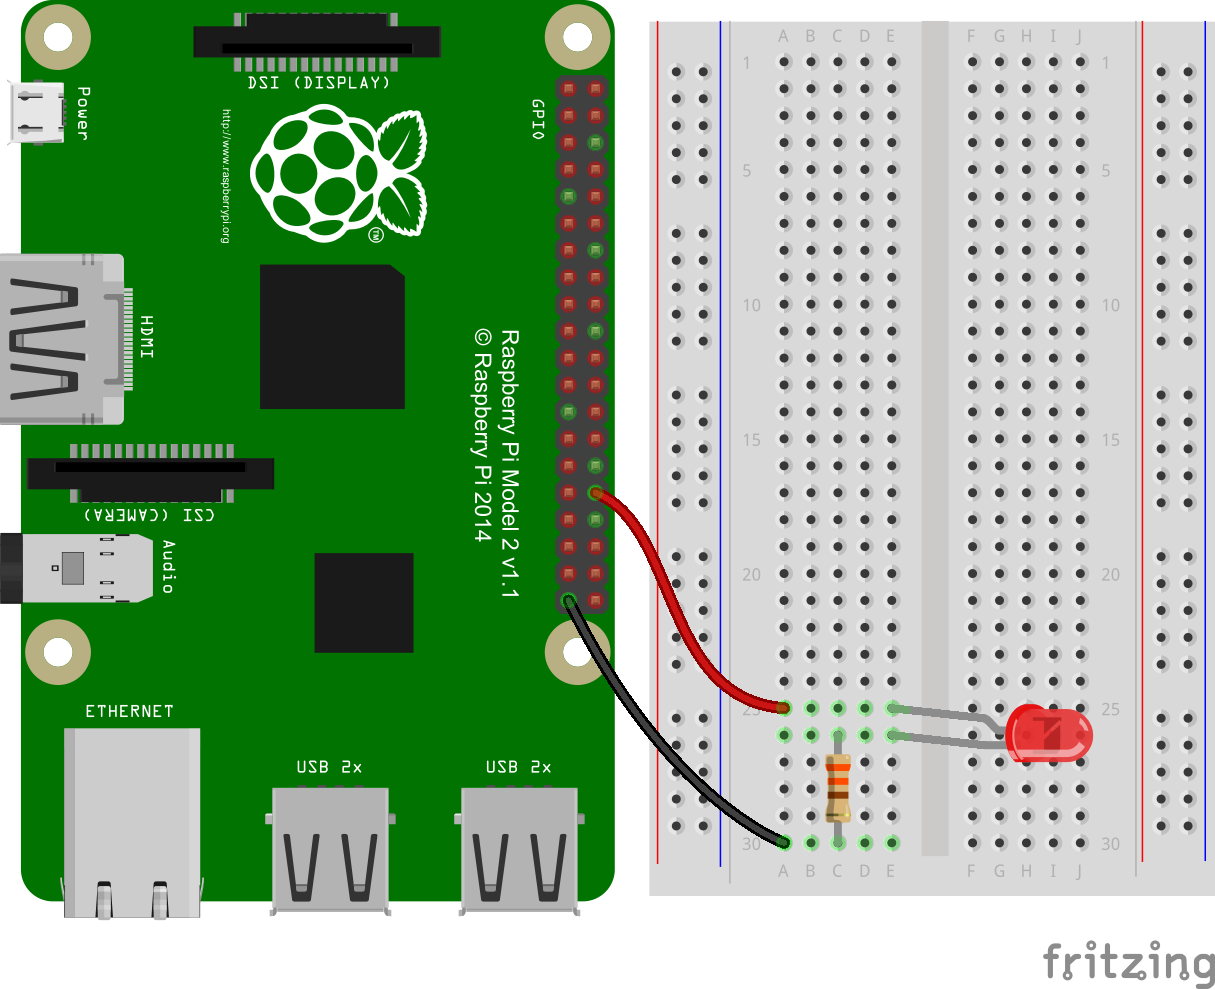 DSI (DISPLAY)
Power
http://www.raspberrypi.org
GPIO
TM
HDMI
Raspberry Pi Model 2 v1.1
© Raspberry Pi 2014
CSI (CAMERA)
Audio
ETHERNET
USB 2x
USB 2x
A B C D E F G H I J
1 1
5 5
10 10
15 15
20 20
25 25
30 30
A B C D E F G H I J
fritzing